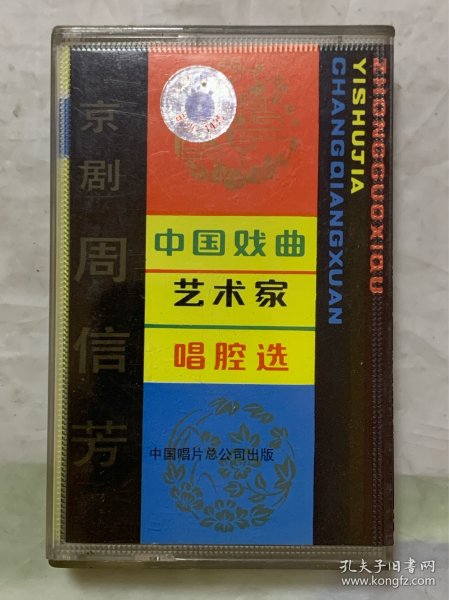 京剧
周信芳
中国戏曲
艺术家
唱腔选
中国唱片总公司出版
ZHONGGUOXIQU
YISHUJIA
CHANGQIANGXUAN
孔夫子旧书网
www.kongfz.com